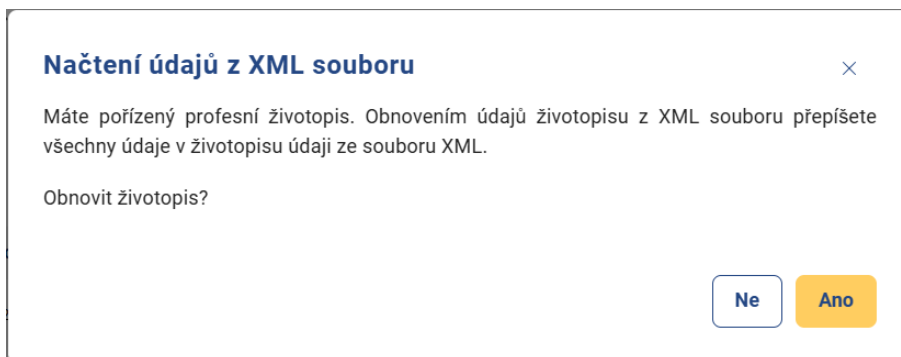 Načtení údajů z XML souboru
Máte pořízený profesní životopis. Obnovením údajů životopisu z XML souboru přepíšete
všechny údaje v životopisu údaji ze souboru XML.
Obnovit životopis?
Ne
Ano